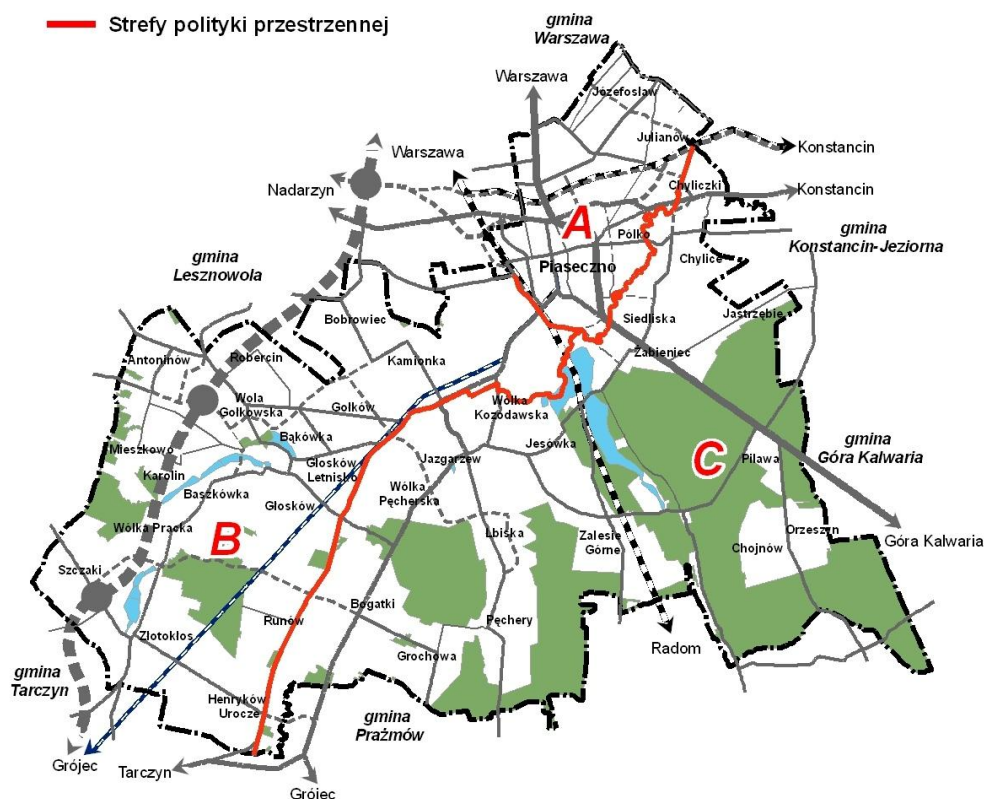 Strefy polityki przestrzennej
gmina
Warszawa
Warszawa
Józefosław
Julianów
Warszawa
Konstancin
Nadarzyn
Chyliczki
Konstancin
A
Pólko
gmina
Konstancin-Jeziorna
gmina
Lesznowola
Piaseczno
Chylice
Bobrowiec
Siedliska
Jastrzębie
Antoninów
Robercin
Kamionka
Żabieniec
Wola
Gołkowska
Gołków
Wólka
Kozodawska
Bąkówka
Jesówka
gmina
Góra Kalwaria
Mieszkowo
Karolin
Głosków
Letnisko
Jazgarzew
C
Pilawa
Baszkówka
Głosków
Wólka
Pęcherska
Wólka Pracka
B
Łbiska
Zalesie
Górne
Orzeszyn
Chojnów
Góra Kalwaria
Szczaki
Bogatki
Runów
Pęchery
Złotokłos
Radom
Grochowa
gmina
Tarczyn
Henryków
Urocze
gmina
Prażmów
Grójec
Tarczyn
Grójec